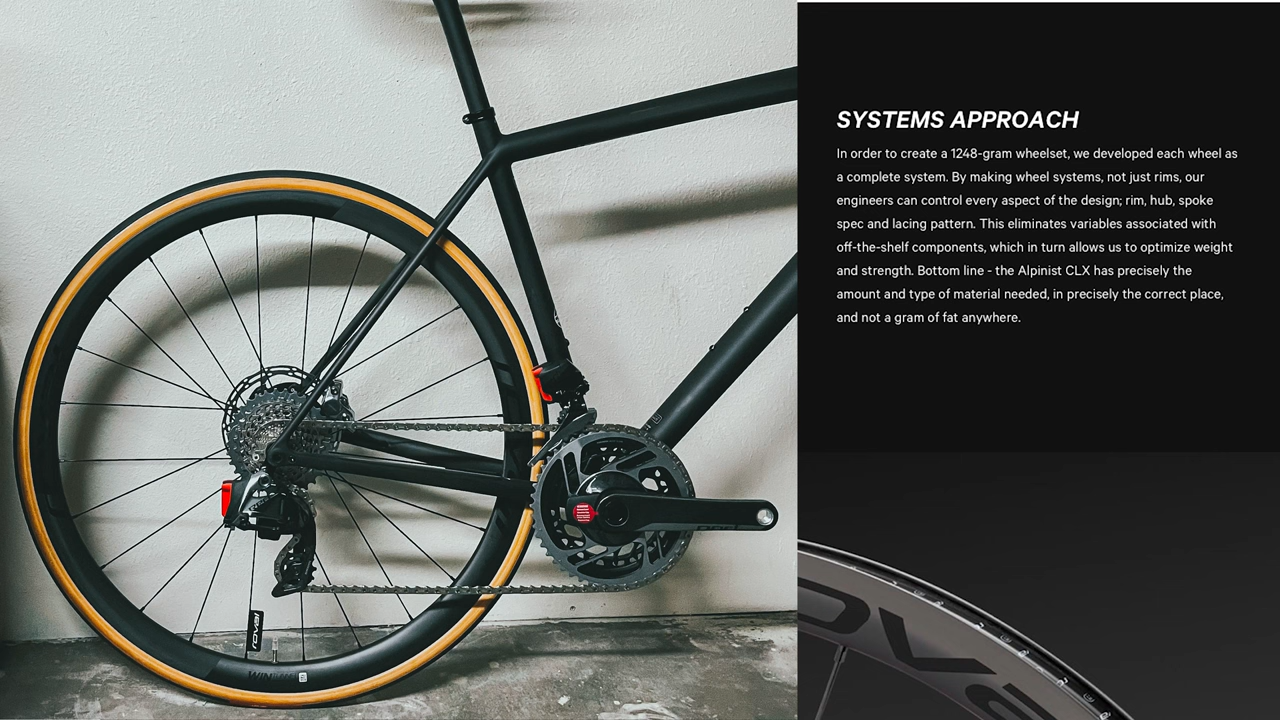 SYSTEMS APPROACH
In order to create a 1248-gram wheelset, we developed each wheel as
a complete system. By making wheel systems, not just rims, our
engineers can control every aspect of the design; rim, hub, spoke
spec and lacing pattern. This eliminates variables associated with
off-the-shelf components, which in turn allows us to optimize weight
and strength. Bottom line - the Alpinist CLX has precisely the
amount and type of material needed, in precisely the correct place,
and not a gram of fat anywhere.
roval